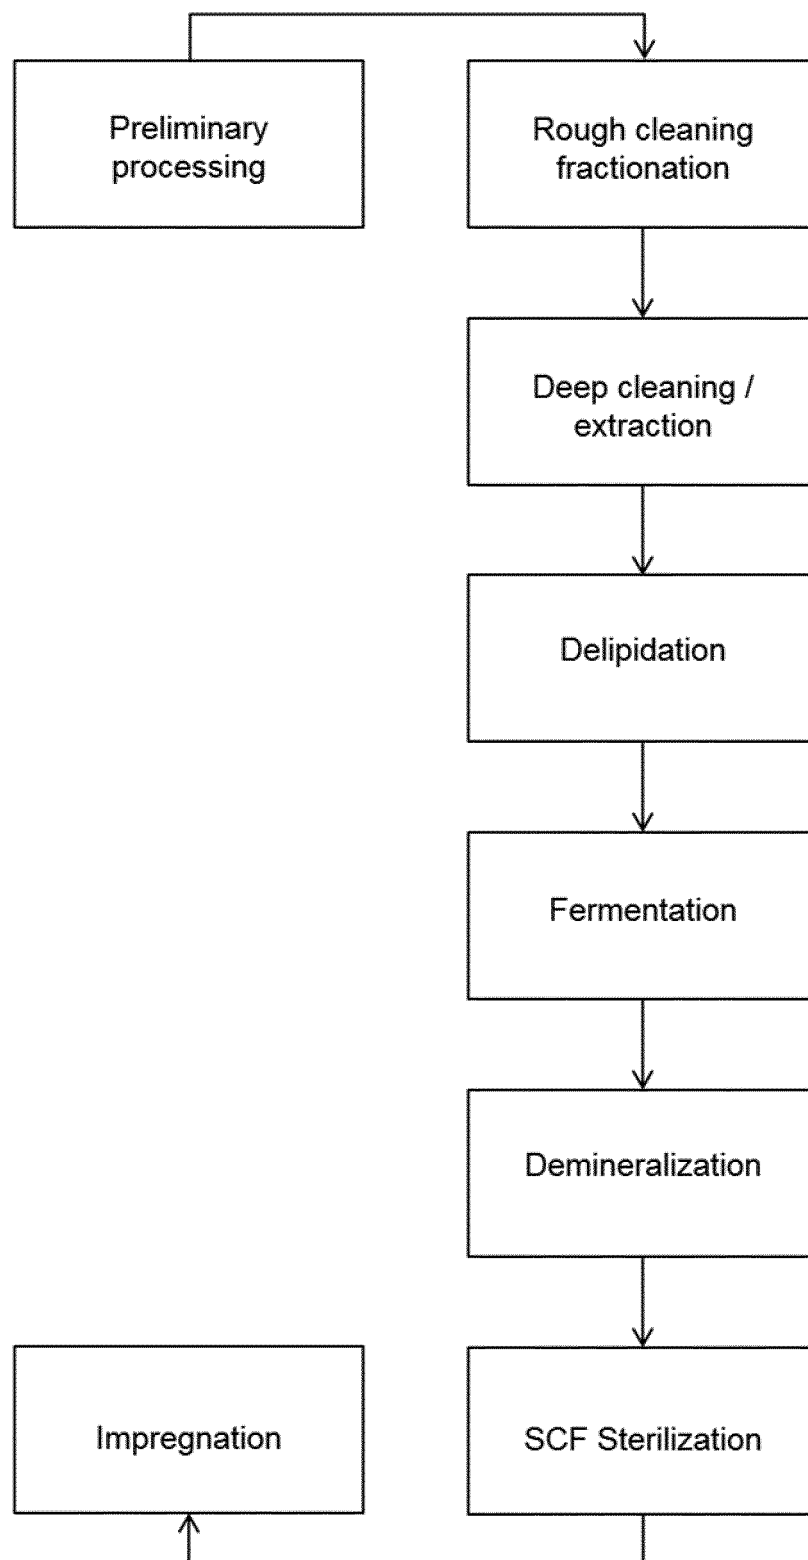 Preliminary
processing
Rough cleaning
fractionation
Deep cleaning /
extraction
Delipidation
Fermentation
Demineralization
SCF Sterilization
Impregnation